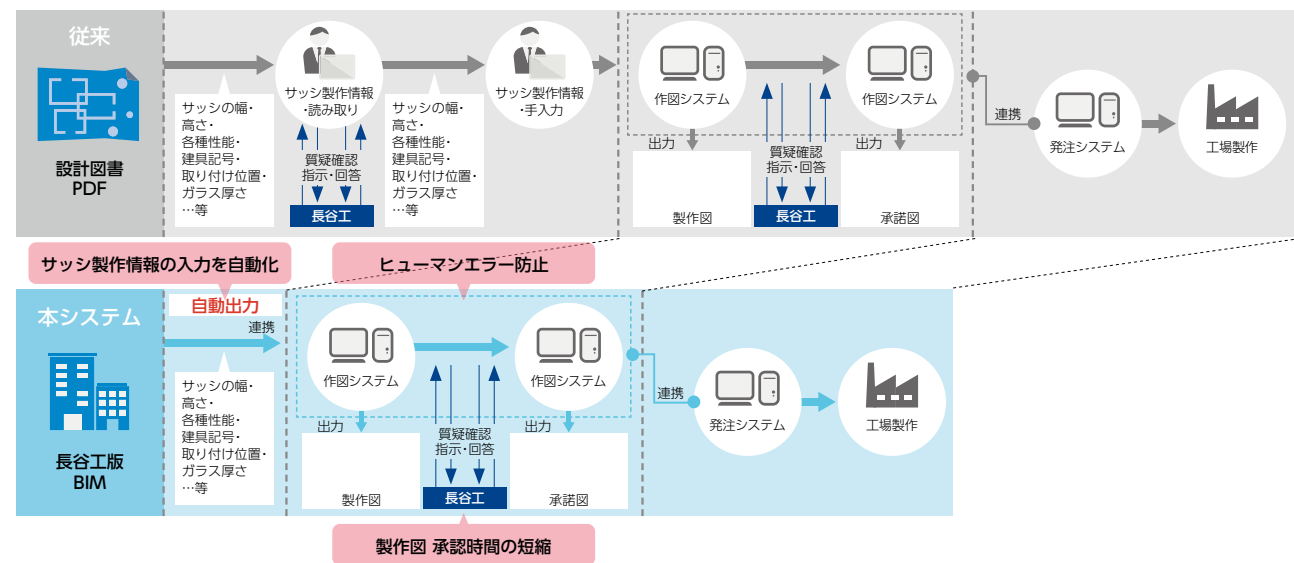 従来
設計図書
PDF
サッシの幅・
高さ・
各種性能・
建具記号・
取り付け位置・
ガラス厚さ
…等
サッシ製作情報
・読み取り
質疑確認
指示・回答
長谷工
サッシの幅・
高さ・
各種性能・
建具記号・
取り付け位置・
ガラス厚さ
…等
サッシ製作情報
・手入力
作図システム
出力
製作図
質疑確認
指示・回答
長谷工
作図システム
出力
承諾図
連携
発注システム
工場製作
サッシ製作情報の入力を自動化
ヒューマンエラー防止
本システム
長谷工版
BIM
自動出力
連携
サッシの幅・
高さ・
各種性能・
建具記号・
取り付け位置・
ガラス厚さ
…等
作図システム
出力
製作図
質疑確認
指示・回答
長谷工
作図システム
出力
承諾図
連携
発注システム
工場製作
製作図 承認時間の短縮